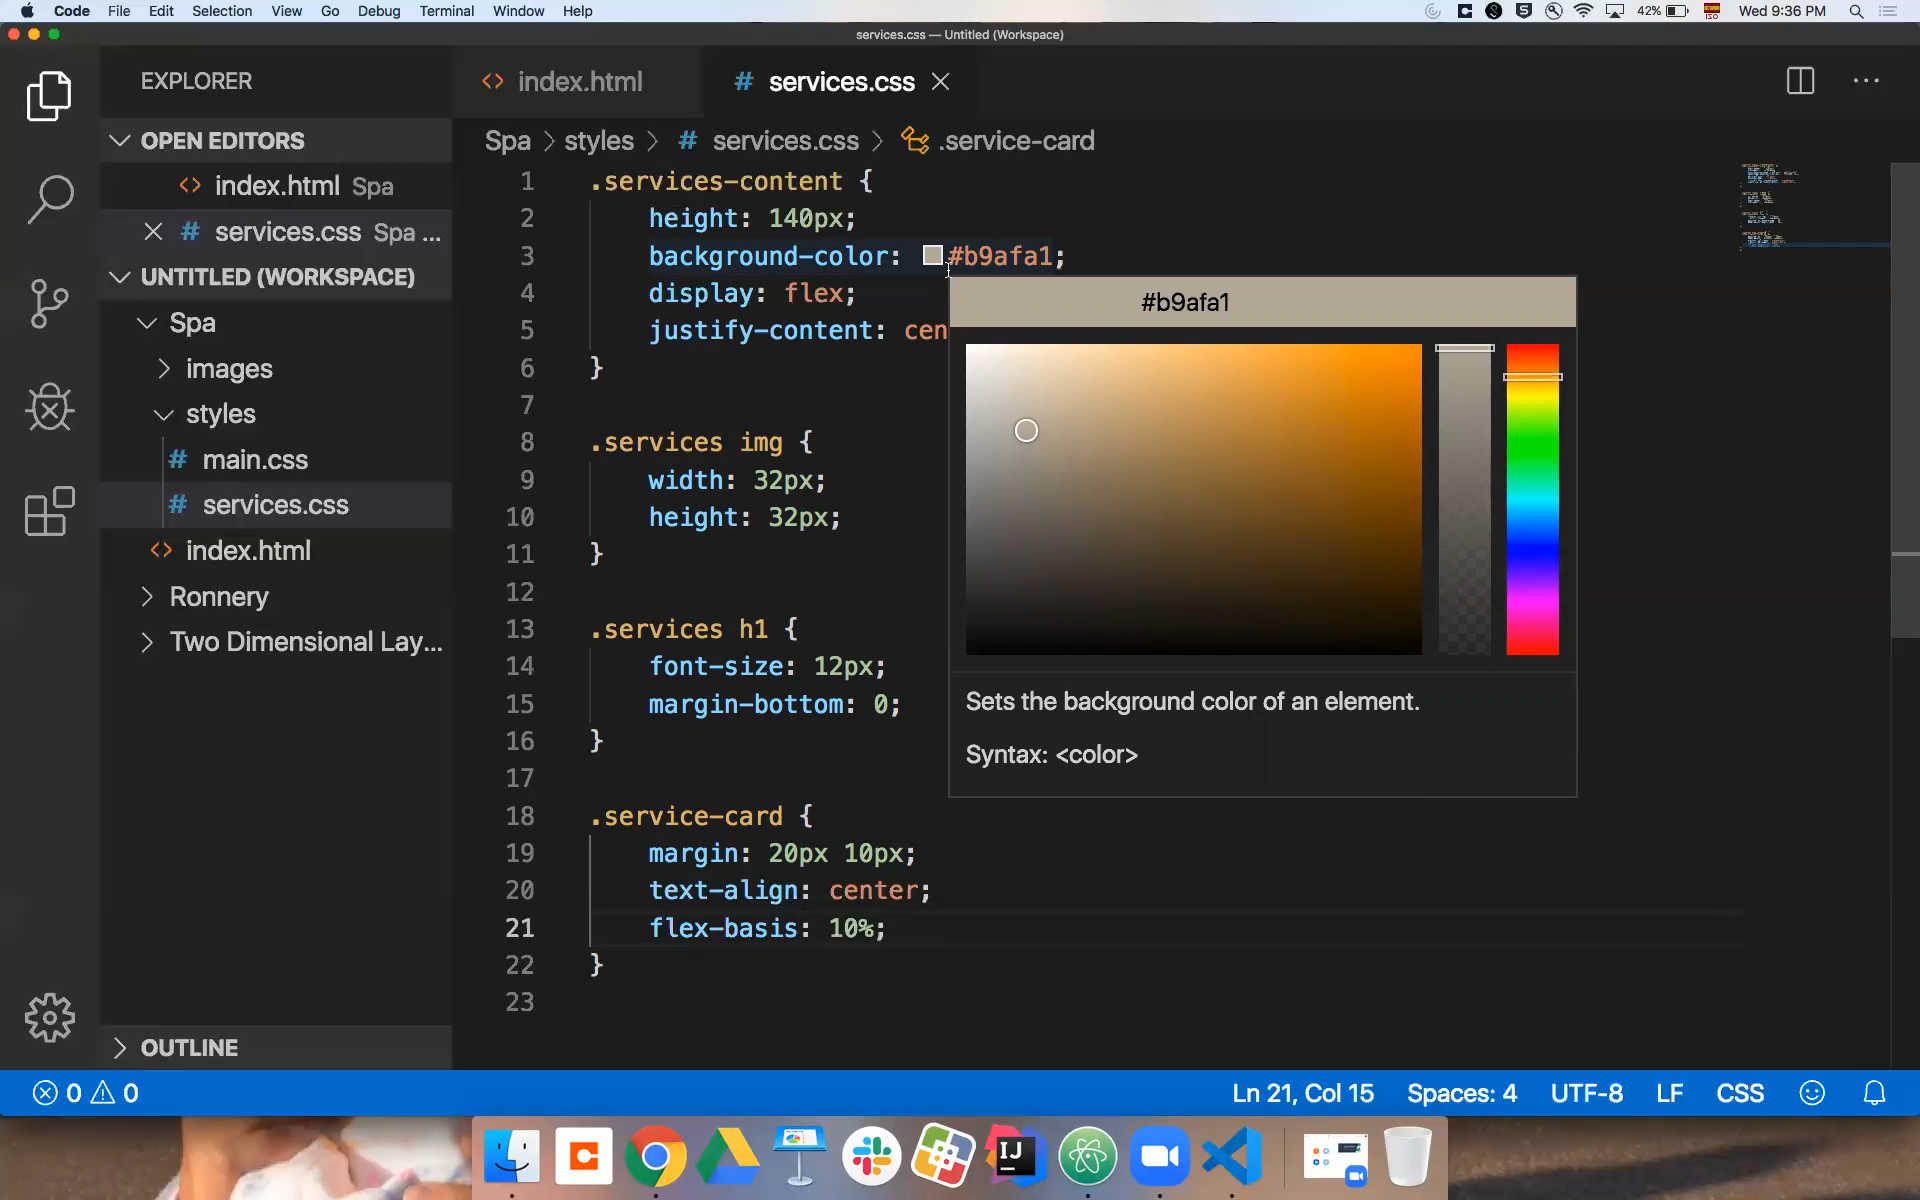 Code File Edit Selection View Go Debug Terminal Window Help 42% ISO Wed 9:36 PM
services.css — Untitled (Workspace)
EXPLORER
OPEN EDITORS
index.html Spa
services.css Spa ...
UNTITLED (WORKSPACE)
Spa
images
styles
main.css
services.css
index.html
Ronnery
Two Dimensional Lay...
OUTLINE
index.html services.css
Spa > styles > # services.css > .service-card
1 .services-content {
2 height: 140px;
3 background-color: #b9afa1;
4 display: flex;
5 justify-content: cen
6 }
7
8 .services img {
9 width: 32px;
10 height: 32px;
11 }
12
13 .services h1 {
14 font-size: 12px;
15 margin-bottom: 0;
16 }
17
18 .service-card {
19 margin: 20px 10px;
20 text-align: center;
21 flex-basis: 10%;
22 }
23
#b9afa1
Sets the background color of an element.
Syntax: <color>
0 0 Ln 21, Col 15 Spaces: 4 UTF-8 LF CSS
IJ